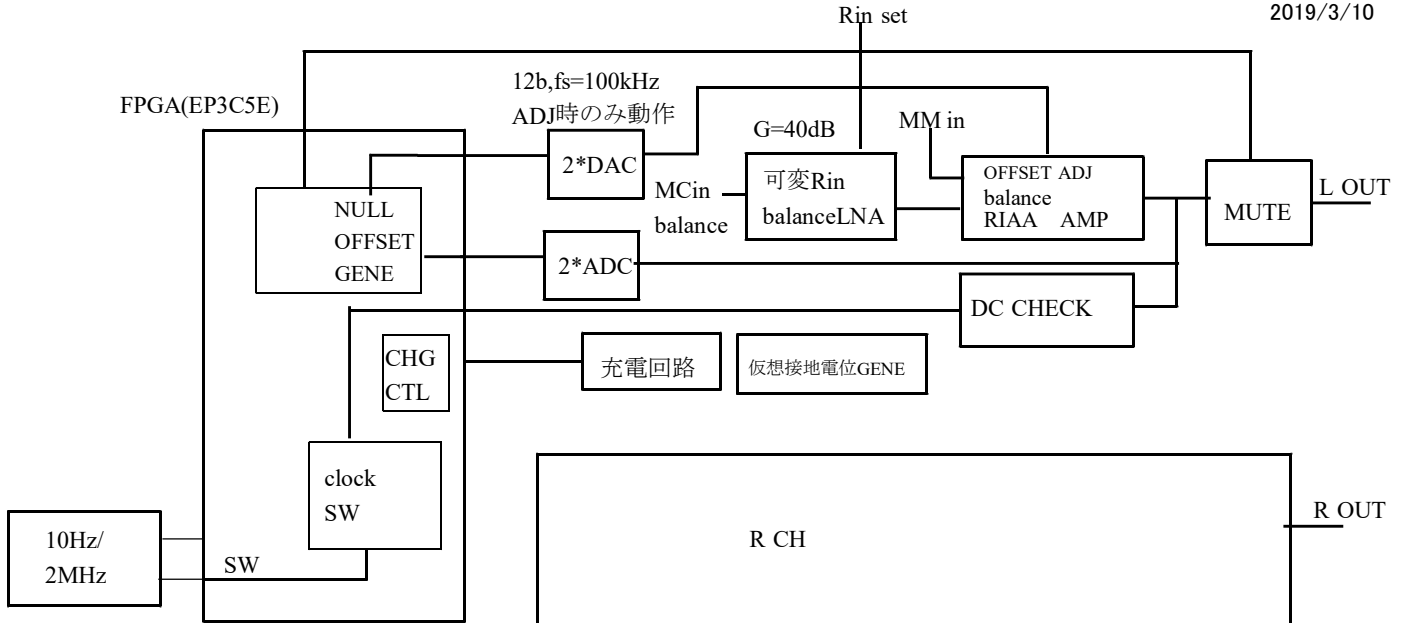 2019/3/10
Rin set
12b,fs=100kHz
ADJ時のみ動作
FPGA(EP3C5E)
G=40dB
MM in
2*DAC
MCin
balance
可変Rin
balanceLNA
OFFSET ADJ
balance
RIAA AMP
MUTE
L OUT
NULL
OFFSET
GENE
2*ADC
DC CHECK
CHG
CTL
充電回路
仮想接地電位GENE
clock
SW
10Hz/
2MHz
SW
R CH
R OUT